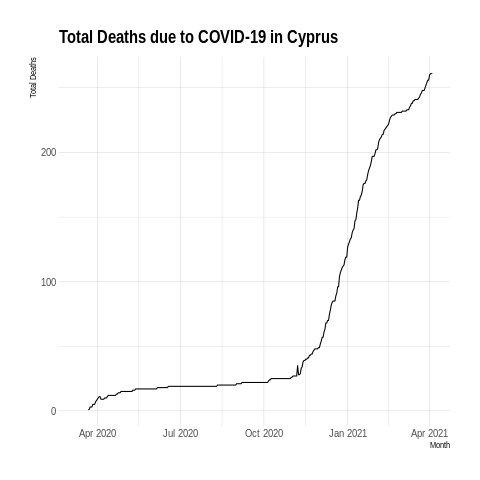 Total Deaths due to COVID-19 in Cyprus
Total Deaths
200
100
0
Apr 2020 Jul 2020 Oct 2020 Jan 2021 Apr 2021
Month